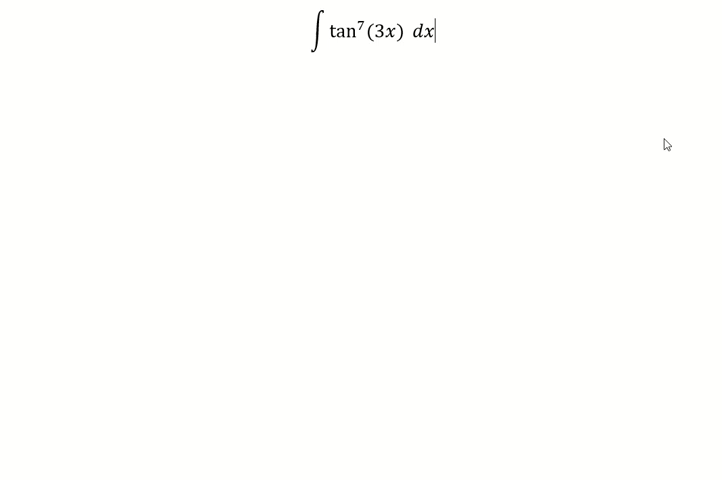 ∫ tan⁷(3x) dx